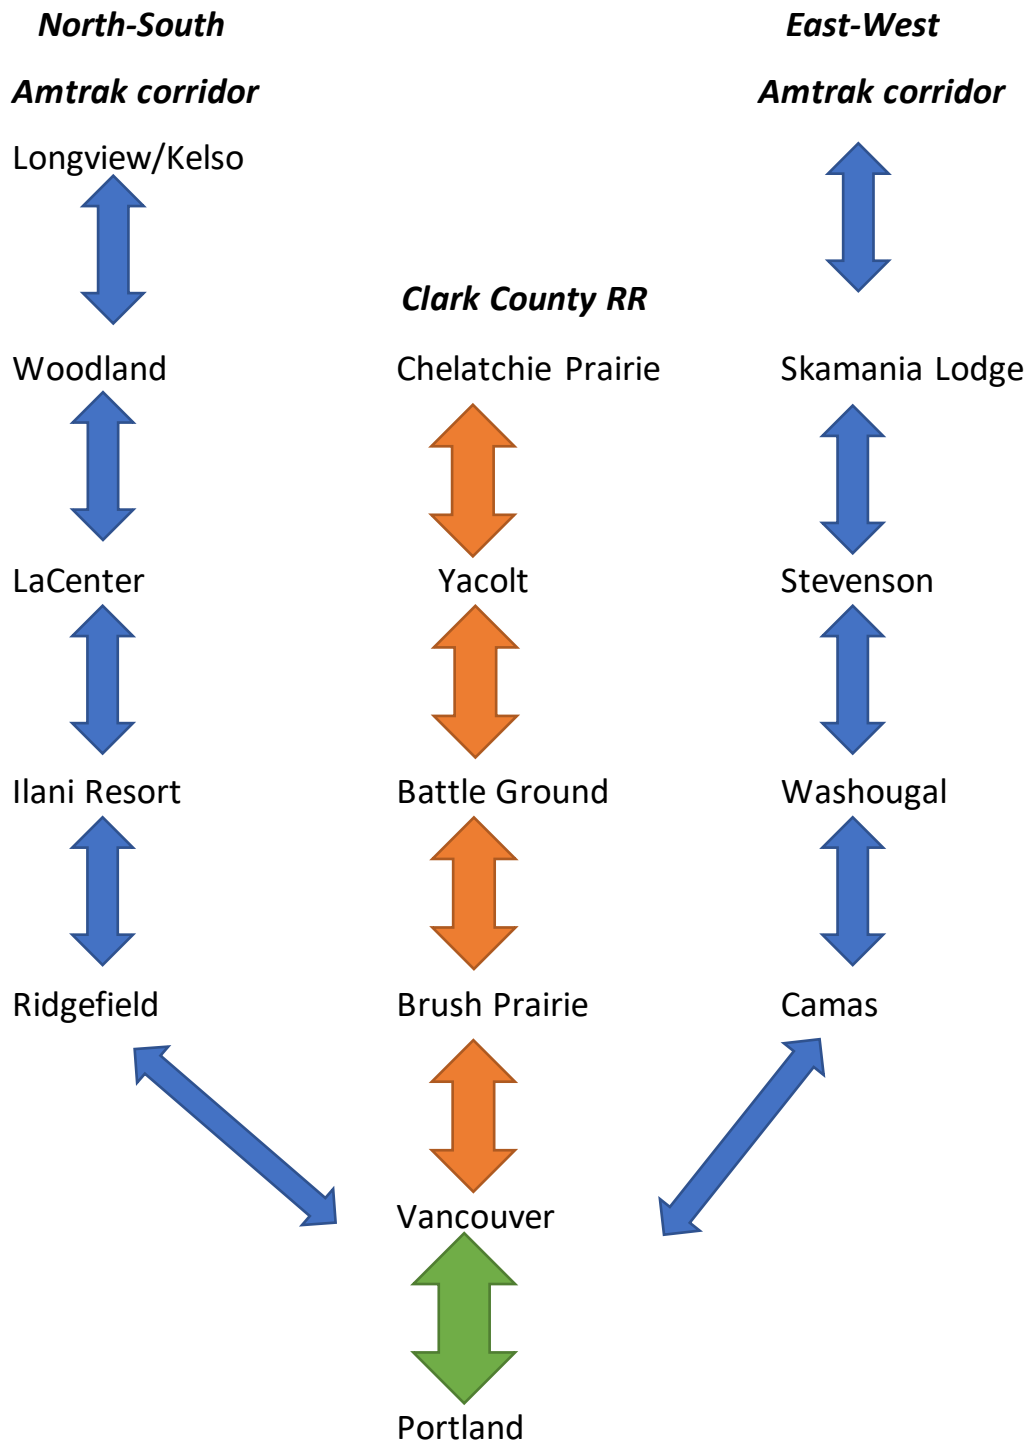 North-South
Amtrak corridor
Longview/Kelso
Woodland
LaCenter
Ilani Resort
Ridgefield
Clark County RR
Chelatchie Prairie
Yacolt
Battle Ground
Brush Prairie
Vancouver
Portland
East-West
Amtrak corridor
Skamania Lodge
Stevenson
Washougal
Camas